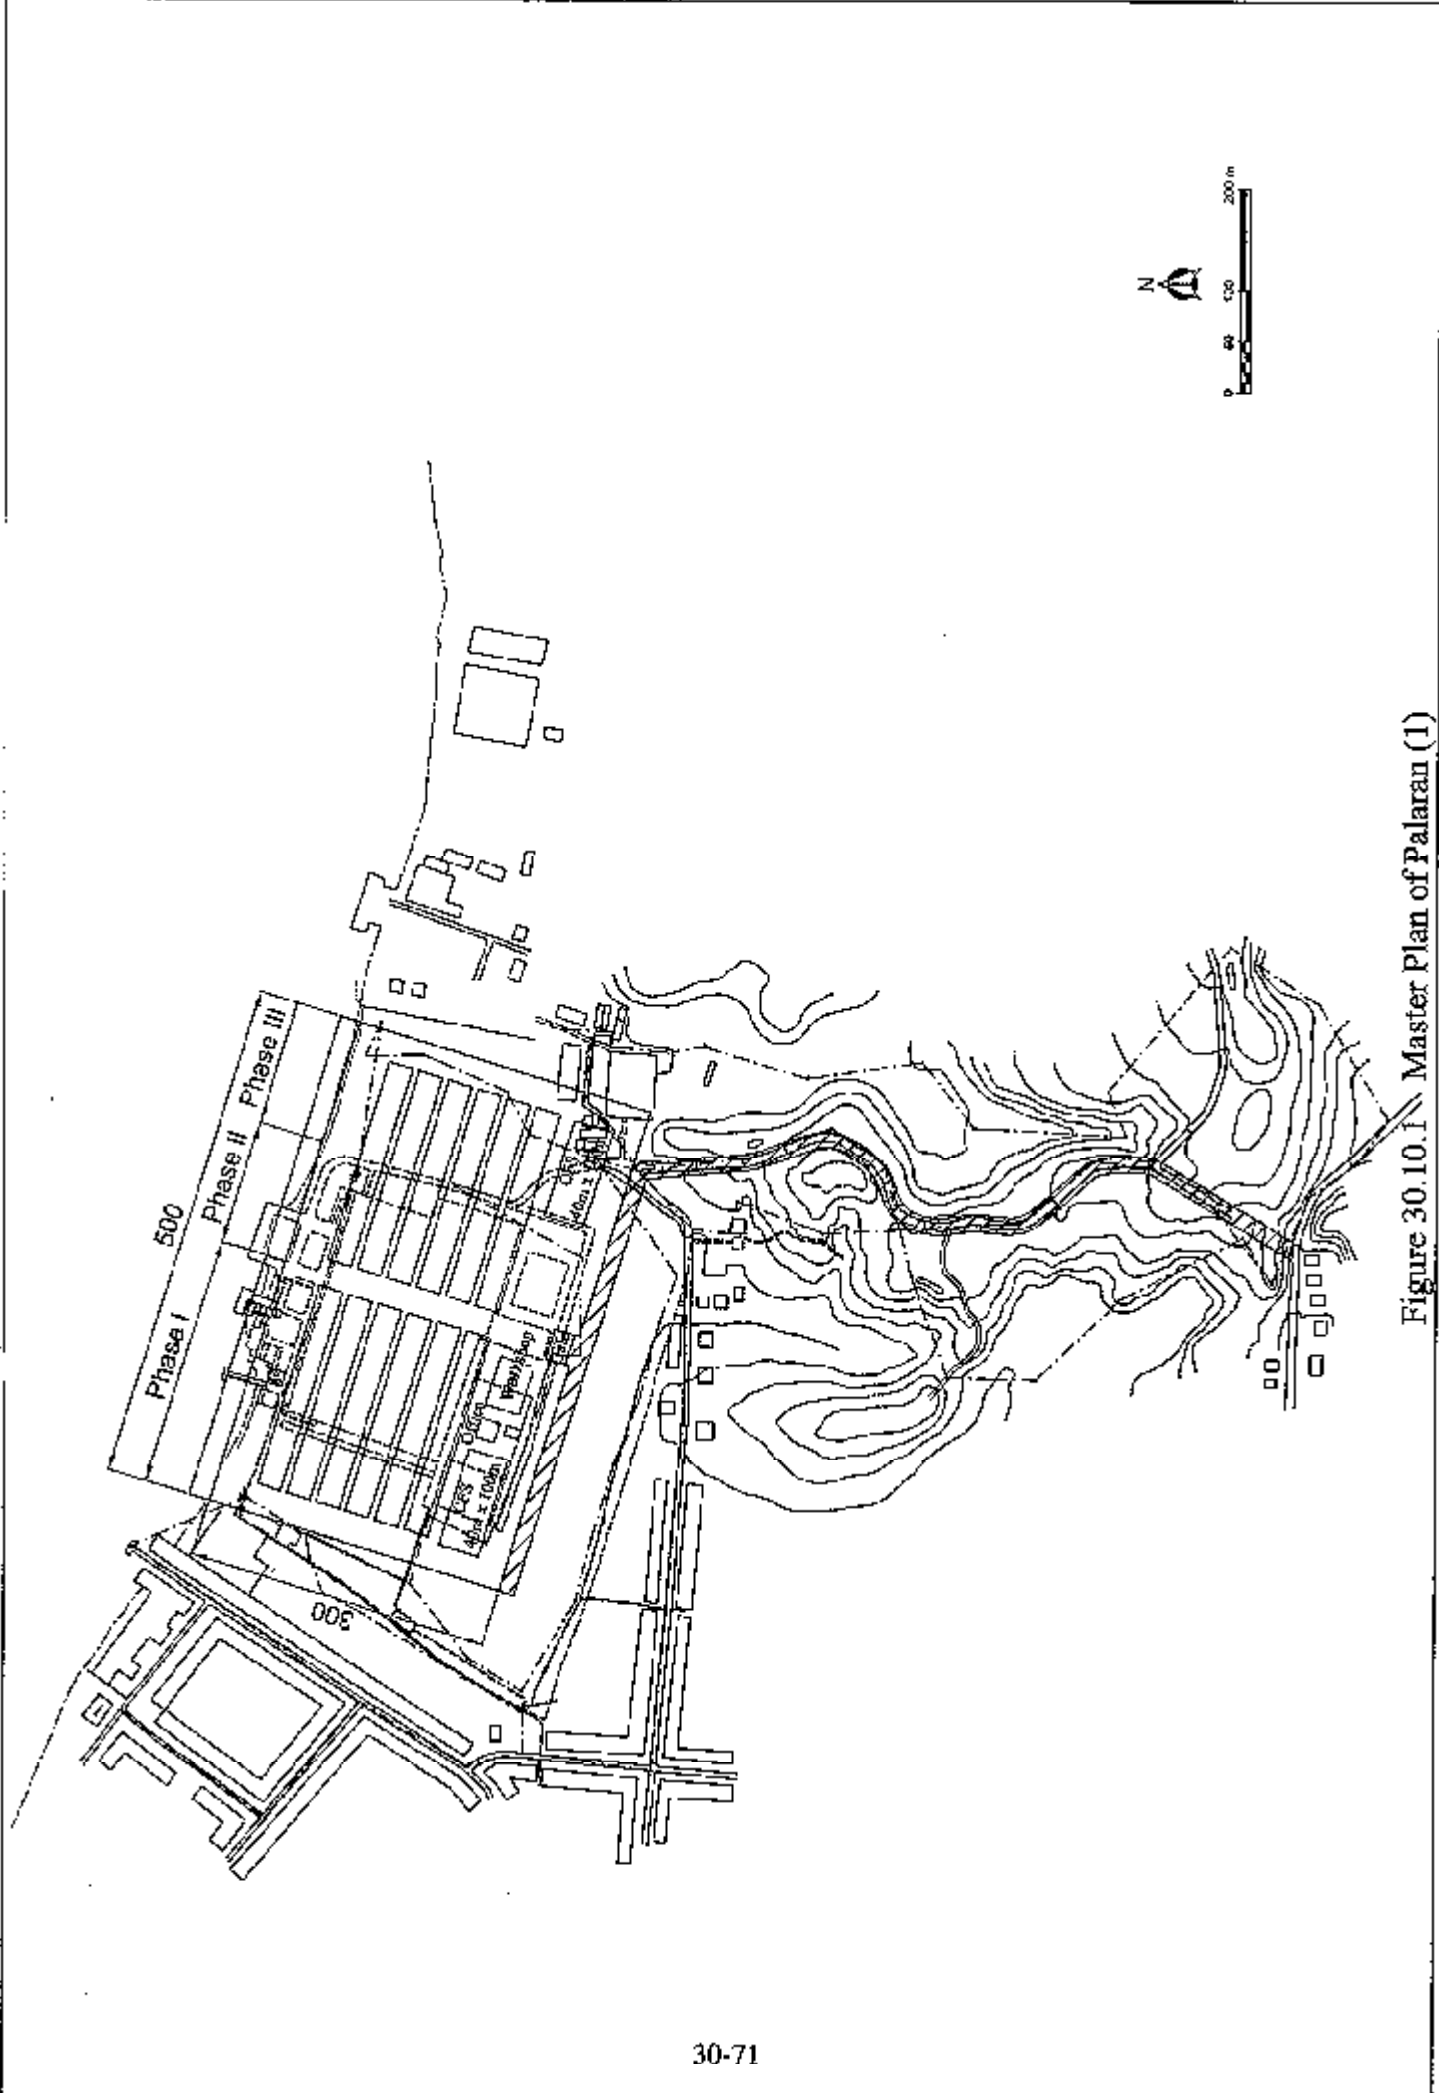 500
Phase I
Phase II
Phase III
300
CFS
40m x 100m
Workshop
N
0
100
200 m
Figure 30.10.1 Master Plan of Palaran (1)
30-71